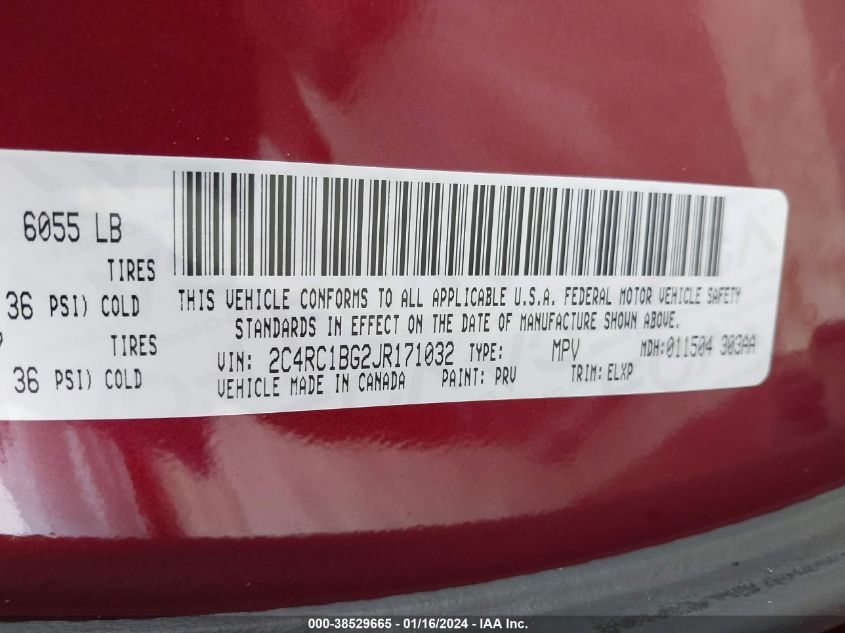 6055 LB
TIRES
36 PSI) COLD
TIRES
36 PSI) COLD
THIS VEHICLE CONFORMS TO ALL APPLICABLE U.S.A. FEDERAL MOTOR VEHICLE SAFETY
STANDARDS IN EFFECT ON THE DATE OF MANUFACTURE SHOWN ABOVE.
VIN: 2C4RC1BG2JR171032 TYPE: MPV MDH:011504 303AA
VEHICLE MADE IN CANADA PAINT: PRV TRIM:ELXP
000-38529665 - 01/16/2024 - IAA Inc.